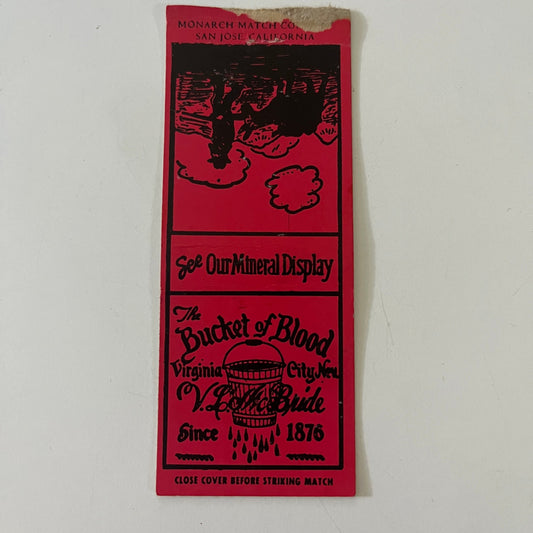 MONARCH MATCH CO
SAN JOSE, CALIFORNIA
See Our Mineral Display
The
Bucket of Blood
Virginia City, Nev
V. L. McBride
Since 1876
CLOSE COVER BEFORE STRIKING MATCH